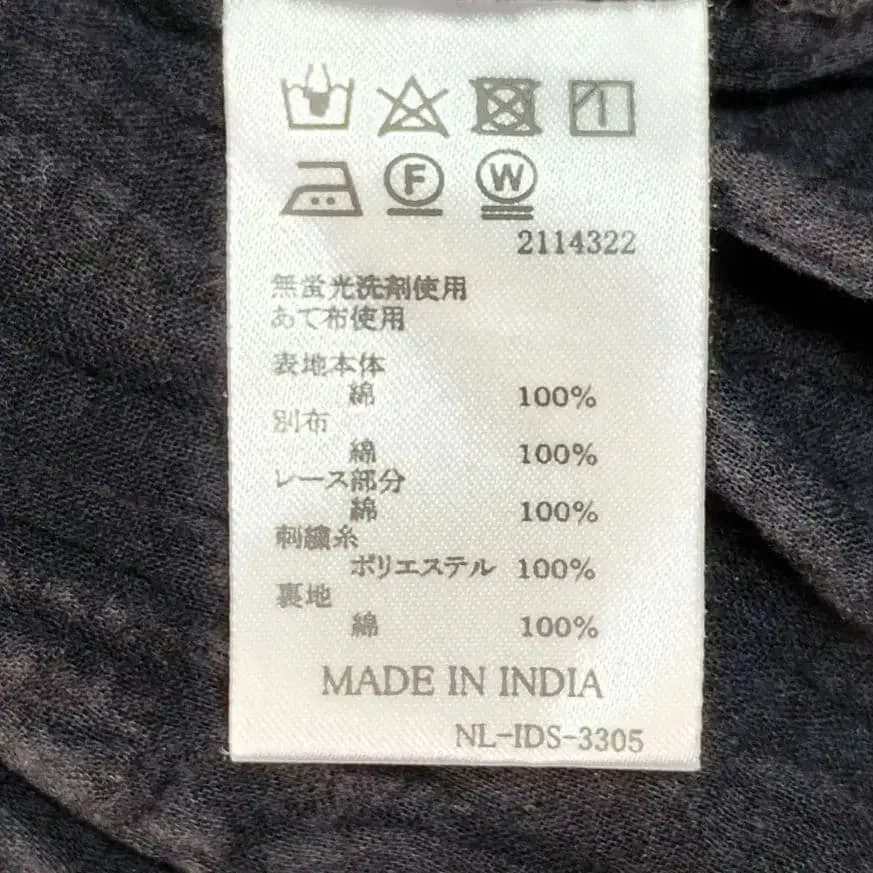 F W
2114322
無蛍光洗剤使用
あて布使用
表地本体
綿 100%
別布
綿 100%
レース部分
綿 100%
刺繍糸
ポリエステル 100%
裏地
綿 100%
MADE IN INDIA
NL-IDS-3305